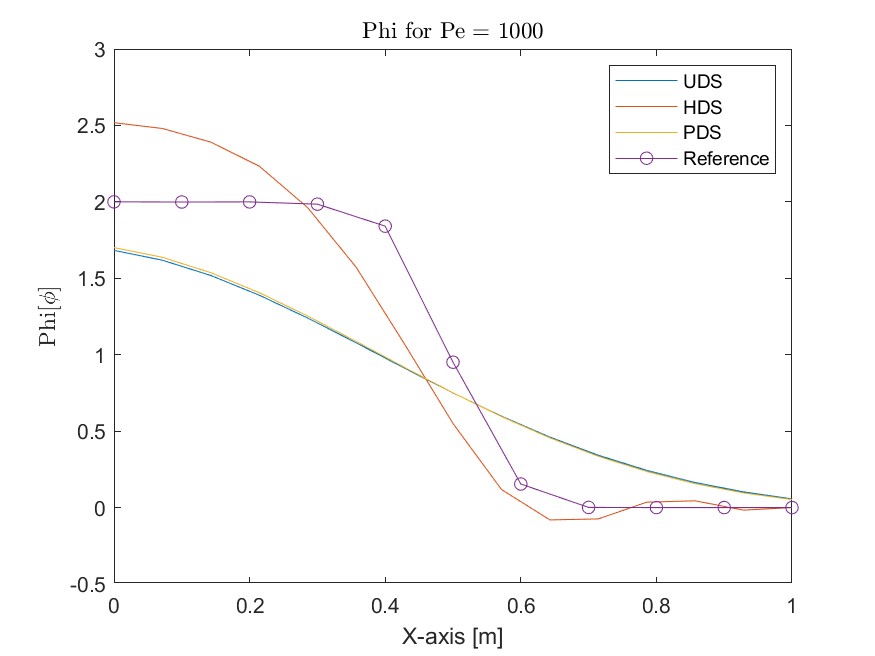 Phi for Pe = 1000
3
2.5
2
1.5
1
0.5
0
-0.5
Phi[ϕ]
UDS
HDS
PDS
Reference
0 0.2 0.4 0.6 0.8 1
X-axis [m]